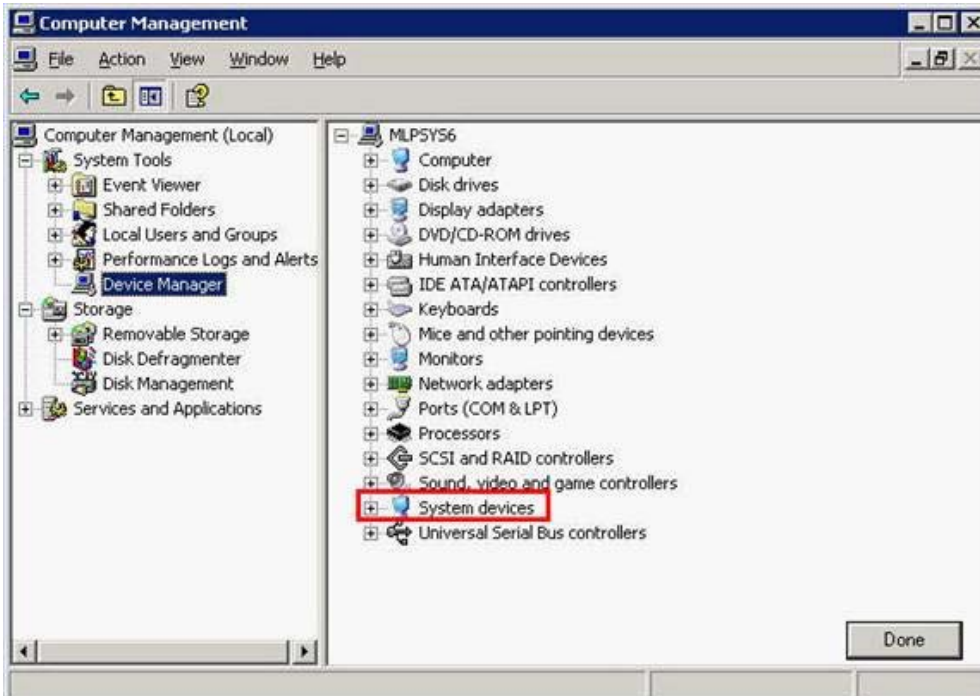 Computer Management
File Action View Window Help
Computer Management (Local)
System Tools
Event Viewer
Shared Folders
Local Users and Groups
Performance Logs and Alerts
Device Manager
Storage
Removable Storage
Disk Defragmenter
Disk Management
Services and Applications
MLPSYS6
Computer
Disk drives
Display adapters
DVD/CD-ROM drives
Human Interface Devices
IDE ATA/ATAPI controllers
Keyboards
Mice and other pointing devices
Monitors
Network adapters
Ports (COM & LPT)
Processors
SCSI and RAID controllers
Sound, video and game controllers
System devices
Universal Serial Bus controllers
Done